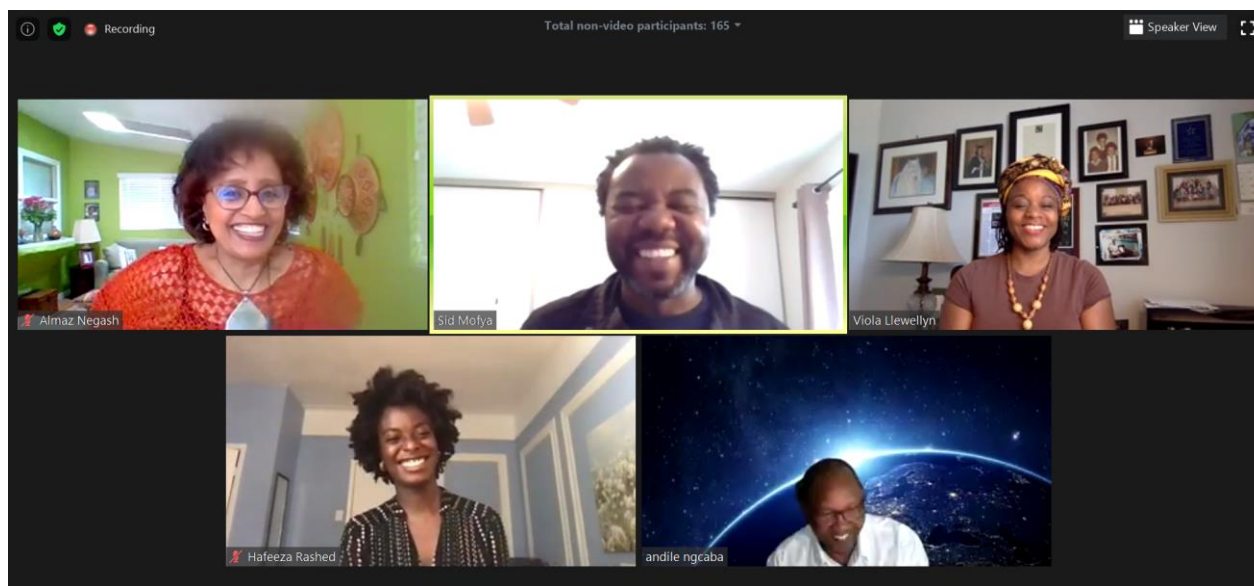 Recording
Total non-video participants: 165
Speaker View
Almaz Negash
Sid Mofya
Viola Llewellyn
Hafeeza Rashed
andile ngcaba